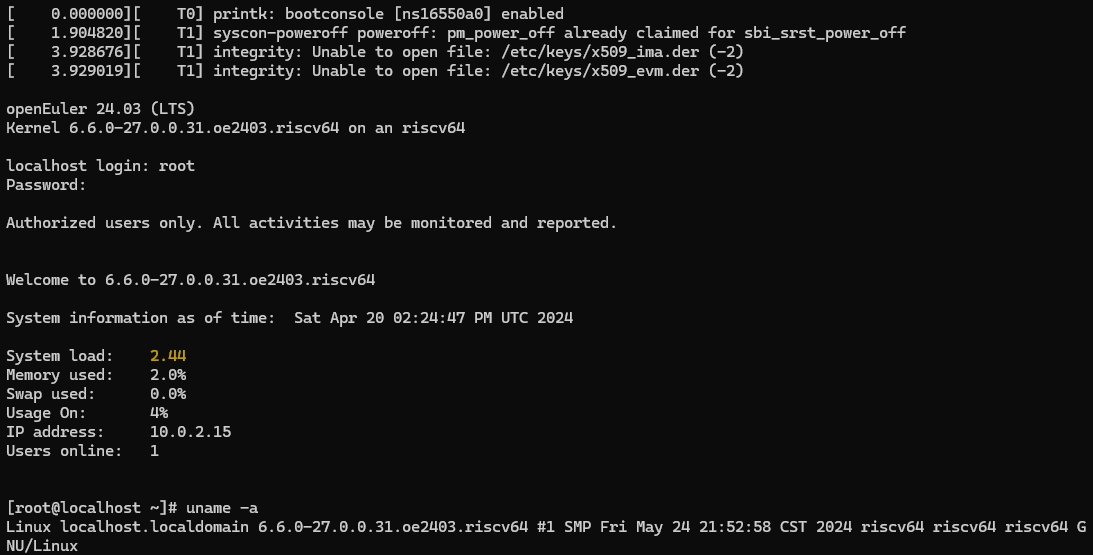 [    0.000000][    T0] printk: bootconsole [ns16550a0] enabled
[    1.904820][    T1] syscon-poweroff poweroff: pm_power_off already claimed for sbi_srst_power_off
[    3.928676][    T1] integrity: Unable to open file: /etc/keys/x509_ima.der (-2)
[    3.929019][    T1] integrity: Unable to open file: /etc/keys/x509_evm.der (-2)
openEuler 24.03 (LTS)
Kernel 6.6.0-27.0.0.31.oe2403.riscv64 on an riscv64
localhost login: root
Password:
Authorized users only. All activities may be monitored and reported.
Welcome to 6.6.0-27.0.0.31.oe2403.riscv64
System information as of time:  Sat Apr 20 02:24:47 PM UTC 2024
System load:    2.44
Memory used:    2.0%
Swap used:      0.0%
Usage On:       4%
IP address:     10.0.2.15
Users online:   1
[root@localhost ~]# uname -a
Linux localhost.localdomain 6.6.0-27.0.0.31.oe2403.riscv64 #1 SMP Fri May 24 21:52:58 CST 2024 riscv64 riscv64 riscv64 G
NU/Linux